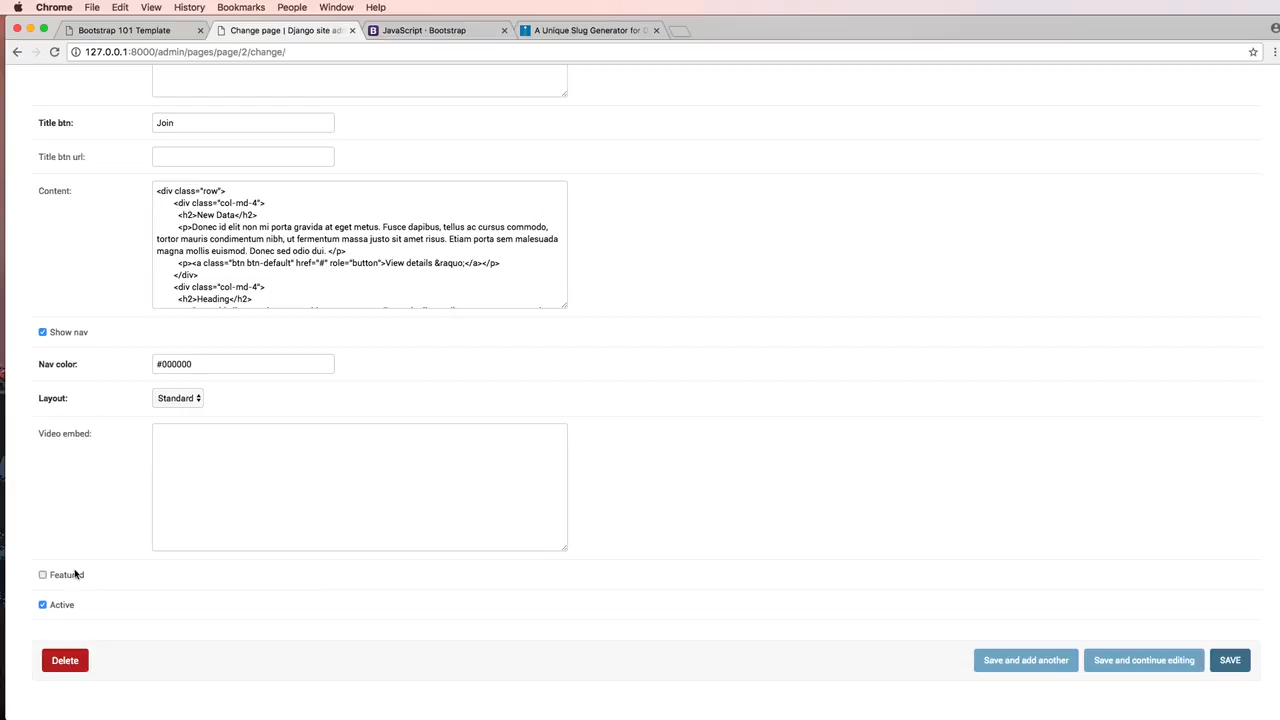 Chrome File Edit View History Bookmarks People Window Help
Bootstrap 101 Template
Change page | Django site adm
JavaScript · Bootstrap
A Unique Slug Generator for D
127.0.0.1:8000/admin/pages/page/2/change/
Title btn: Join
Title btn url:
Content: <div class="row">
<div class="col-md-4">
<h2>New Data</h2>
<p>Donec id elit non mi porta gravida at eget metus. Fusce dapibus, tellus ac cursus commodo,
tortor mauris condimentum nibh, ut fermentum massa justo sit amet risus. Etiam porta sem malesuada
magna mollis euismod. Donec sed odio dui. </p>
<p><a class="btn btn-default" href="#" role="button">View details &raquo;</a></p>
</div>
<div class="col-md-4">
<h2>Heading</h2>
Show nav
Nav color: #000000
Layout: Standard
Video embed:
Featured
Active
Delete
Save and add another
Save and continue editing
SAVE